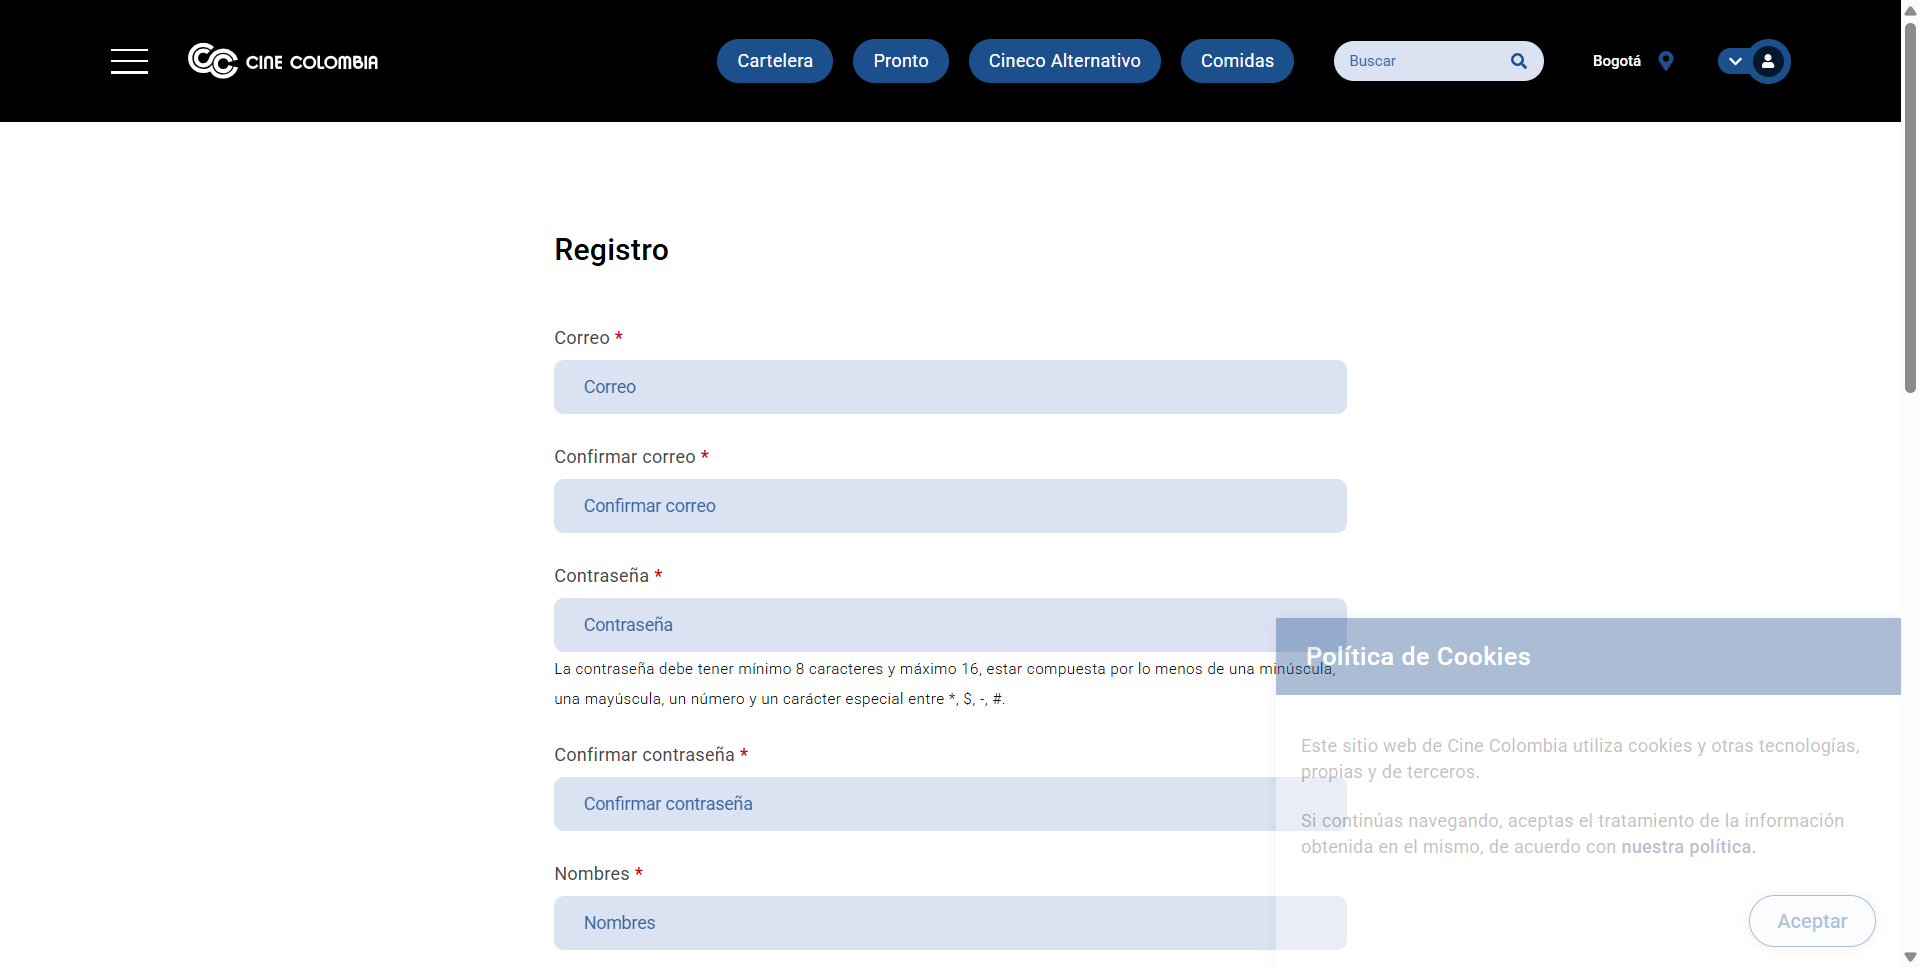 CINE COLOMBIA
Cartelera
Pronto
Cineco Alternativo
Comidas
Buscar
Bogotá
Registro
Correo *
Correo
Confirmar correo *
Confirmar correo
Contraseña *
Contraseña
La contraseña debe tener mínimo 8 caracteres y máximo 16, estar compuesta por lo menos de una minúscula,
una mayúscula, un número y un carácter especial entre *, $, -, #.
Confirmar contraseña *
Confirmar contraseña
Nombres *
Nombres
Política de Cookies
Este sitio web de Cine Colombia utiliza cookies y otras tecnologías,
propias y de terceros.
Si continúas navegando, aceptas el tratamiento de la información
obtenida en el mismo, de acuerdo con nuestra política.
Aceptar